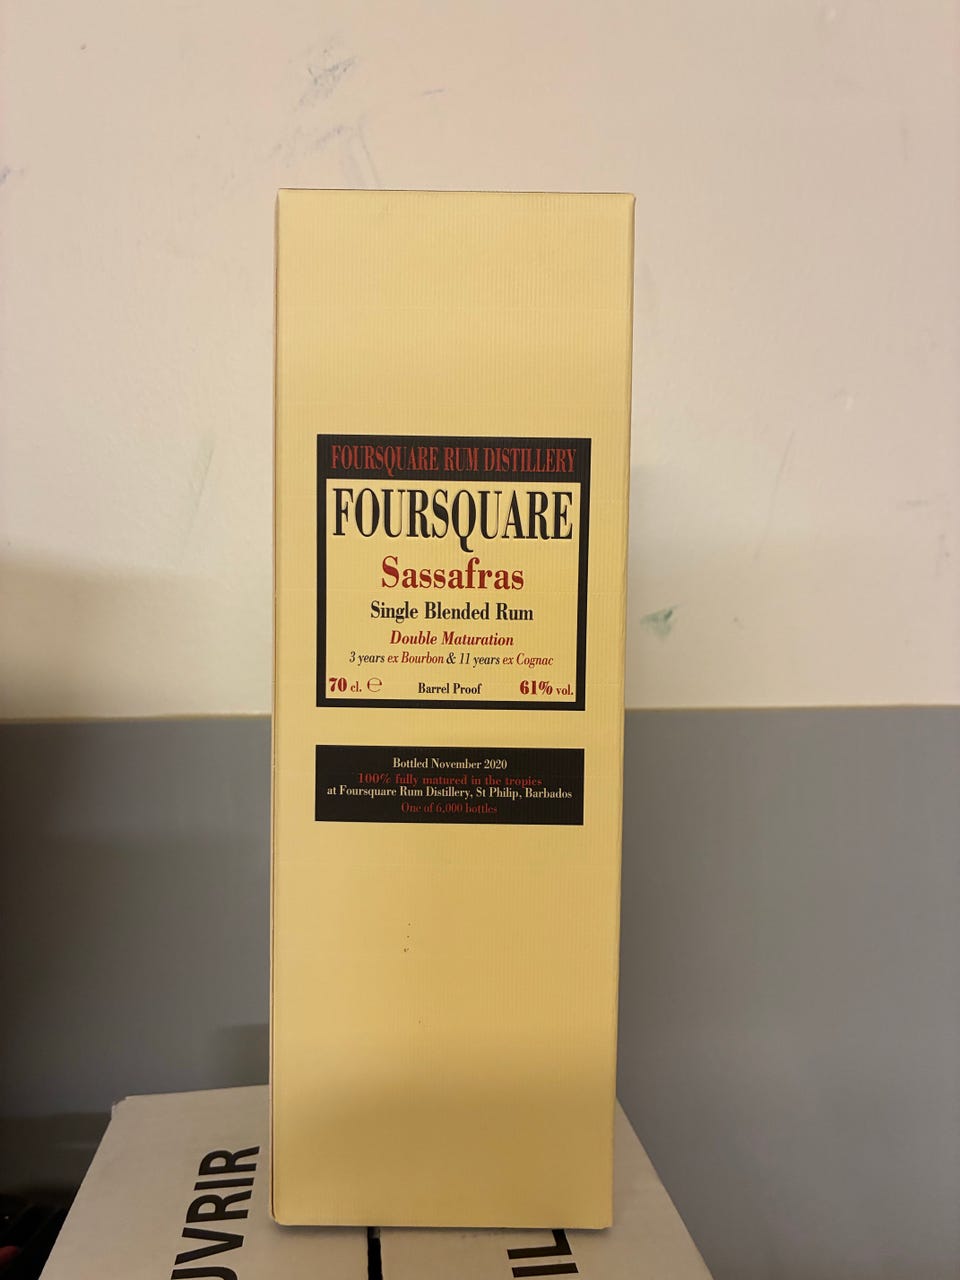 FOURSQUARE RUM DISTILLERY
FOURSQUARE
Sassafras
Single Blended Rum
Double Maturation
3 years ex Bourbon & 11 years ex Cognac
70 cl. ℮ Barrel Proof 61% vol.
Bottled November 2020
100% fully matured in the tropics
at Foursquare Rum Distillery, St Philip, Barbados
One of 6,000 bottles
UVRIR
IL